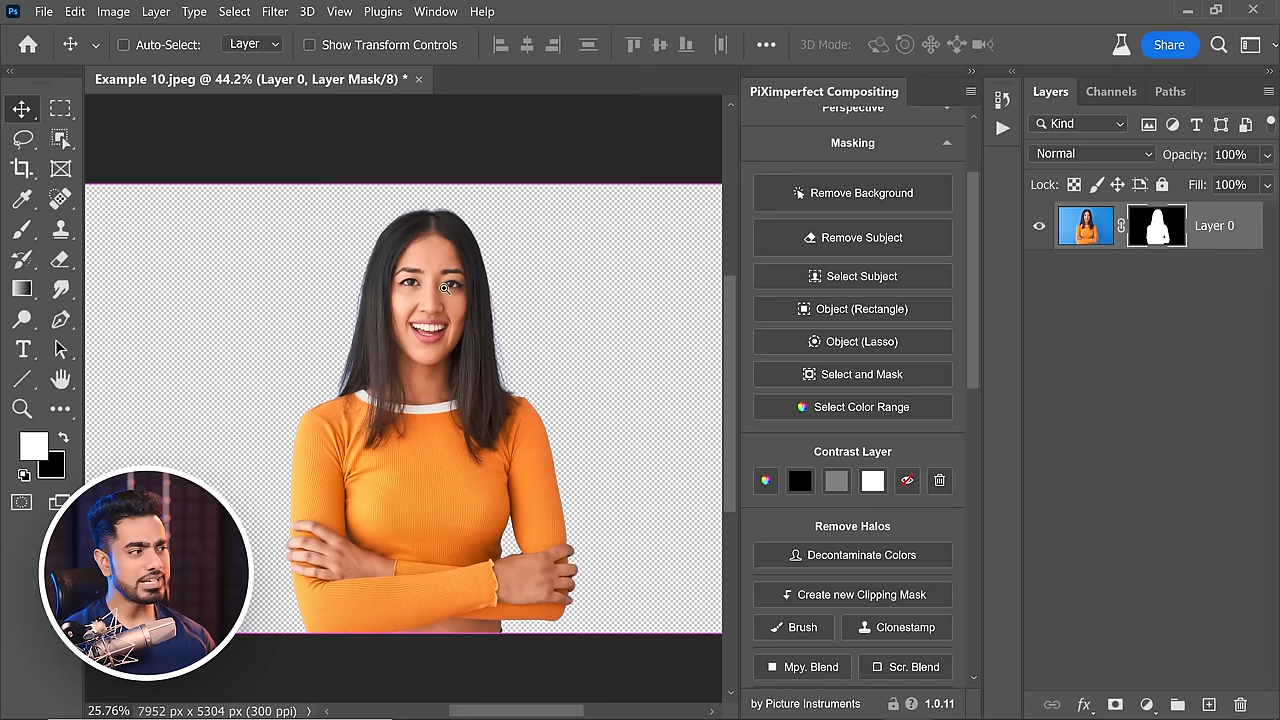 Ps File Edit Image Layer Type Select Filter 3D View Plugins Window Help
Auto-Select: Layer Show Transform Controls 3D Mode: Share
Example 10.jpeg @ 44.2% (Layer 0, Layer Mask/8) *
PiXimperfect Compositing
Perspective
Masking
Remove Background
Remove Subject
Select Subject
Object (Rectangle)
Object (Lasso)
Select and Mask
Select Color Range
Contrast Layer
Remove Halos
Decontaminate Colors
Create new Clipping Mask
Brush Clonestamp
Mpy. Blend Scr. Blend
by Picture Instruments 1.0.11
Layers Channels Paths
Kind
Normal Opacity: 100%
Lock: Fill: 100%
Layer 0
25.76% 7952 px x 5304 px (300 ppi)
fx